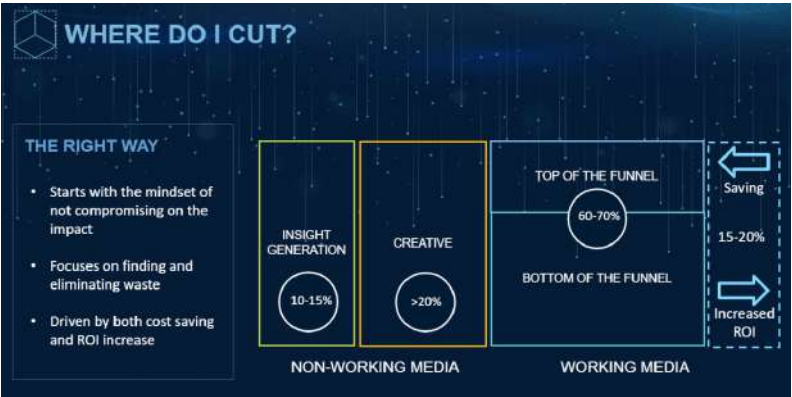 WHERE DO I CUT?
THE RIGHT WAY
• Starts with the mindset of
not compromising on the
impact
• Focuses on finding and
eliminating waste
• Driven by both cost saving
and ROI increase
INSIGHT
GENERATION
10-15%
CREATIVE
>20%
TOP OF THE FUNNEL
60-70%
BOTTOM OF THE FUNNEL
Saving
15-20%
Increased
ROI
NON-WORKING MEDIA
WORKING MEDIA